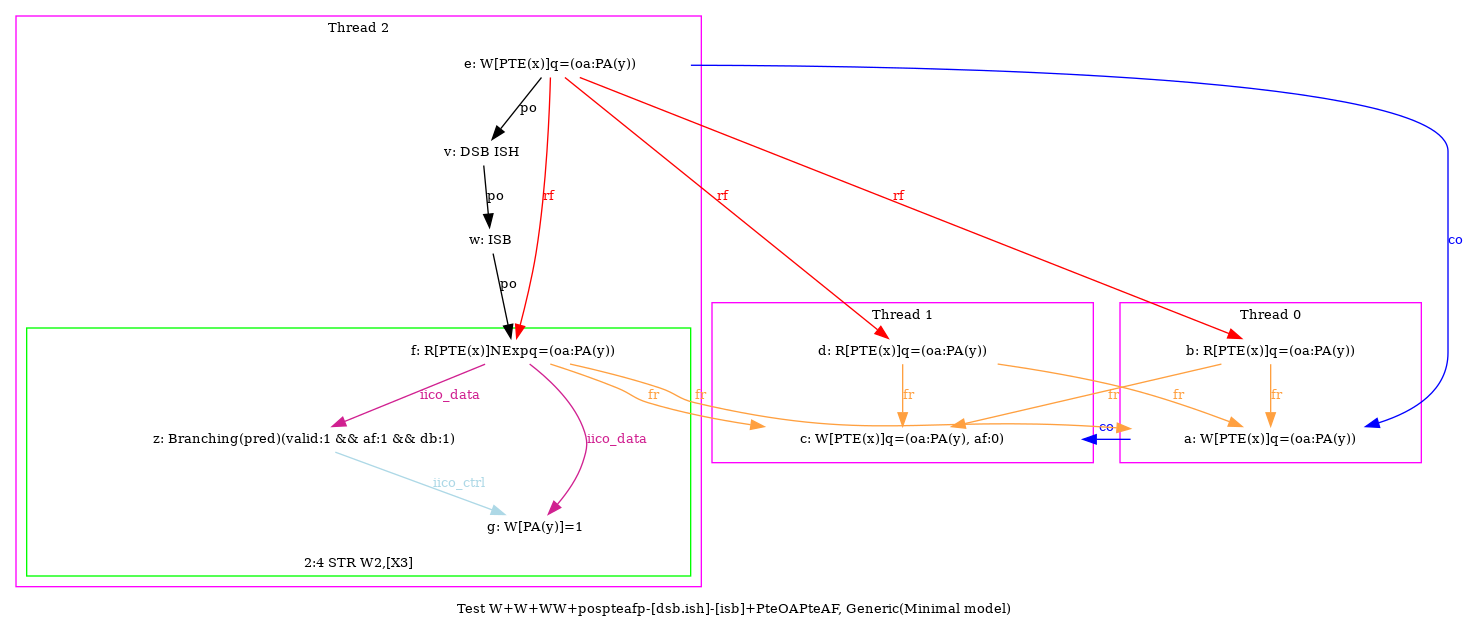 Thread 2
e: W[PTE(x)]q=(oa:PA(y))
po
v: DSB ISH
po
rf
rf
rf
w: ISB
co
po
Thread 1
Thread 0
f: R[PTE(x)]NExpq=(oa:PA(y))
d: R[PTE(x)]q=(oa:PA(y))
b: R[PTE(x)]q=(oa:PA(y))
iico_data
fr
fr
fr
fr
fr
fr
iico_data
z: Branching(pred)(valid:1 && af:1 && db:1)
c: W[PTE(x)]q=(oa:PA(y), af:0)
co
a: W[PTE(x)]q=(oa:PA(y))
iico_ctrl
g: W[PA(y)]=1
2:4 STR W2,[X3]
Test W+W+WW+pospteafp-[dsb.ish]-[isb]+PteOAPteAF, Generic(Minimal model)